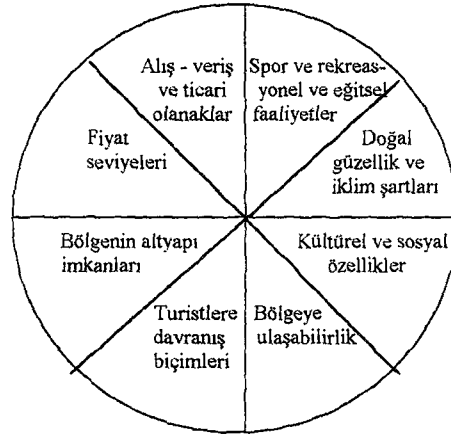 Alış - veriş
ve ticari
olanaklar
Spor ve rekreas-
yonel ve eğitsel
faaliyetler
Fiyat
seviyeleri
Doğal
güzellik ve
iklim şartları
Bölgenin altyapı
imkanları
Kültürel ve sosyal
özellikler
Turistlere
davranış
biçimleri
Bölgeye
ulaşabilirlik